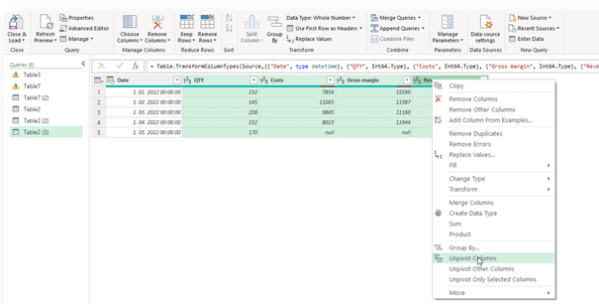 Close & Load
Refresh Preview
Properties
Advanced Editor
Manage
Choose Columns
Remove Columns
Keep Rows
Remove Rows
Split Column
Group By
Data Type: Whole Number
Use First Row as Headers
Replace Values
Merge Queries
Append Queries
Combine Files
Manage Parameters
Data source settings
New Source
Recent Sources
Enter Data
Close
Query
Manage Columns
Reduce Rows
Sort
Transform
Combine
Parameters
Data Sources
New Query
Queries [6]
= Table.TransformColumnTypes(Source,{{"Date", type datetime}, {"QTY", Int64.Type}, {"Costs", Int64.Type}, {"Gross margin", Int64.Type}, {"Reve
Date QTY Costs Gross margin
1 1. 01. 2022 00:00:00 152 7858 15598
2 1. 02. 2022 00:00:00 145 11065 11387
3 1. 03. 2022 00:00:00 238 9845 11160
4 1. 04. 2022 00:00:00 152 8023 11944
5 1. 05. 2022 00:00:00 170 null null
Table3
Table7
Table7 (2)
Table2
Table2 (2)
Table2 (3)
Copy
Remove Columns
Remove Other Columns
Add Column From Examples...
Remove Duplicates
Remove Errors
Replace Values...
Fill
Change Type
Transform
Merge Columns
Create Data Type
Sum
Product
Group By...
Unpivot Columns
Unpivot Other Columns
Unpivot Only Selected Columns
Move